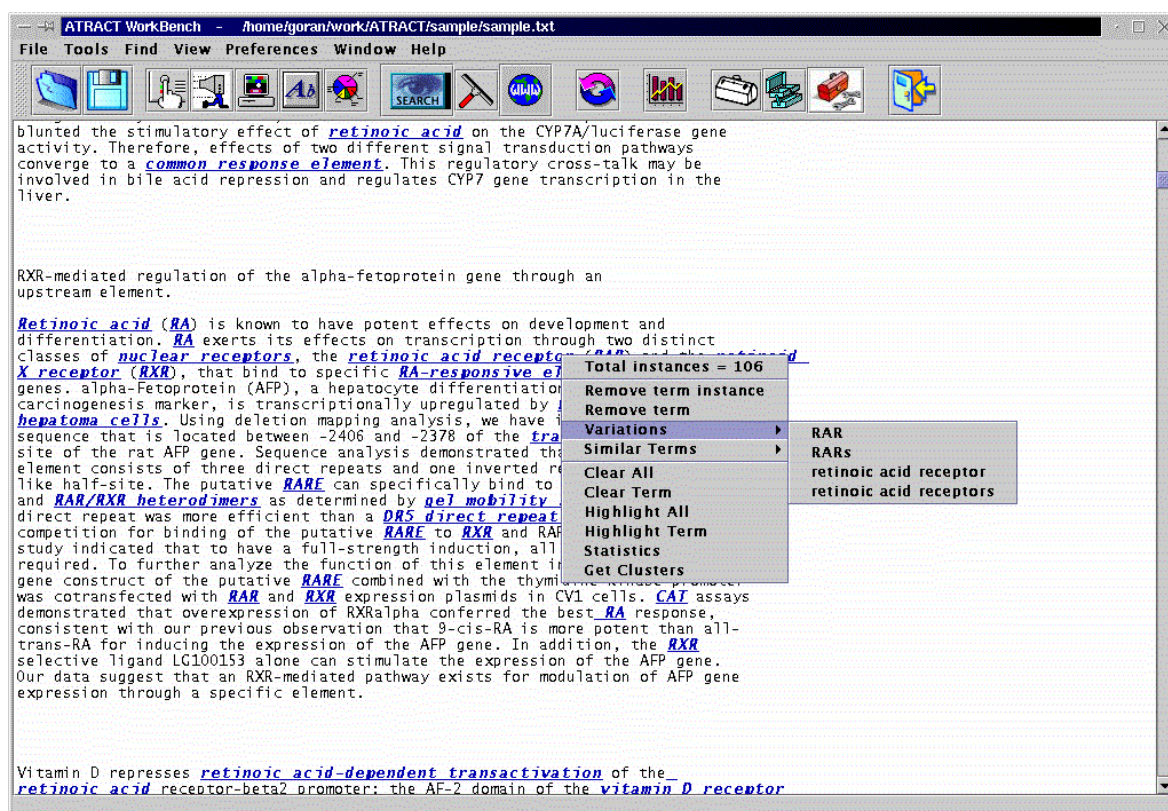 ATRACT WorkBench - /home/goran/work/ATRACT/sample/sample.txt
File Tools Find View Preferences Window Help
Ab SEARCH WWW
blunted the stimulatory effect of retinoic acid on the CYP7A/luciferase gene
activity. Therefore, effects of two different signal transduction pathways
converge to a common response element. This regulatory cross-talk may be
involved in bile acid repression and regulates CYP7 gene transcription in the
liver.
RXR-mediated regulation of the alpha-fetoprotein gene through an
upstream element.
Retinoic acid (RA) is known to have potent effects on development and
differentiation. RA exerts its effects on transcription through two distinct
classes of nuclear receptors, the retinoic acid receptor (RAR) and the retinoid
X receptor (RXR), that bind to specific RA-responsive el
genes. alpha-Fetoprotein (AFP), a hepatocyte differentiation
carcinogenesis marker, is transcriptionally upregulated by
hepatoma cells. Using deletion mapping analysis, we have i
sequence that is located between -2406 and -2378 of the tra
site of the rat AFP gene. Sequence analysis demonstrated tha
element consists of three direct repeats and one inverted re
like half-site. The putative RARE can specifically bind to
and RAR/RXR heterodimers as determined by gel mobility
direct repeat was more efficient than a DR5 direct repeat
competition for binding of the putative RARE to RXR and RAR
study indicated that to have a full-strength induction, all
required. To further analyze the function of this element in
gene construct of the putative RARE combined with the thymidine kinase promoter
was cotransfected with RAR and RXR expression plasmids in CV1 cells. CAT assays
demonstrated that overexpression of RXRalpha conferred the best RA response,
consistent with our previous observation that 9-cis-RA is more potent than all-
trans-RA for inducing the expression of the AFP gene. In addition, the RXR
selective ligand LG100153 alone can stimulate the expression of the AFP gene.
Our data suggest that an RXR-mediated pathway exists for modulation of AFP gene
expression through a specific element.
Vitamin D represses retinoic acid-dependent transactivation of the
retinoic acid receptor-beta2 promoter: the AF-2 domain of the vitamin D receptor
Total instances = 106
Remove term instance
Remove term
Variations
Similar Terms
Clear All
Clear Term
Highlight All
Highlight Term
Statistics
Get Clusters
RAR
RARs
retinoic acid receptor
retinoic acid receptors